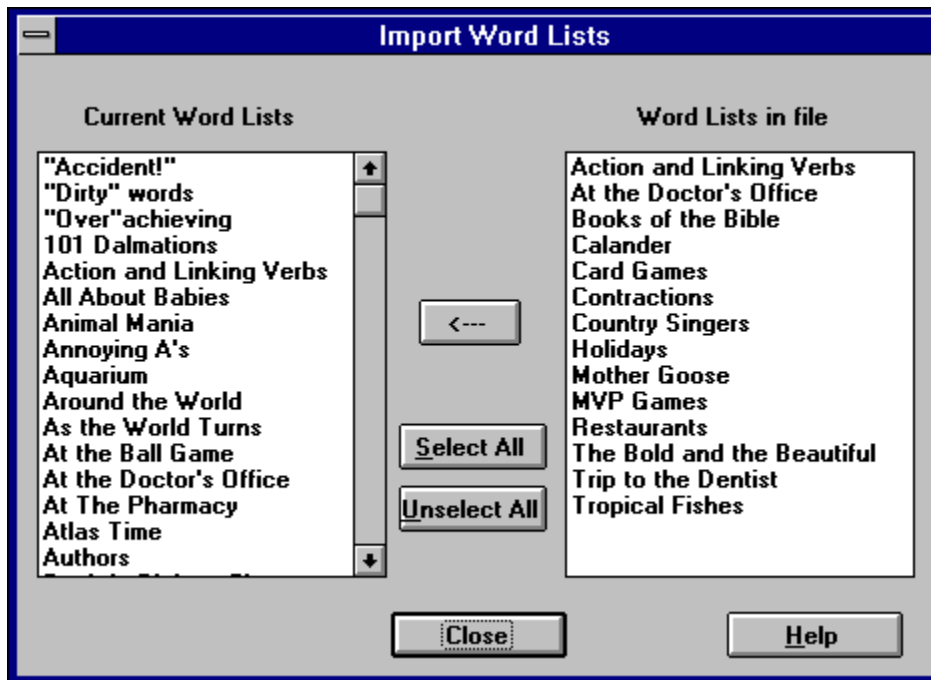 Import Word Lists
Current Word Lists
"Accident!"
"Dirty" words
"Over"achieving
101 Dalmations
Action and Linking Verbs
All About Babies
Animal Mania
Annoying A's
Aquarium
Around the World
As the World Turns
At the Ball Game
At the Doctor's Office
At The Pharmacy
Atlas Time
Authors
<---
Select All
Unselect All
Word Lists in file
Action and Linking Verbs
At the Doctor's Office
Books of the Bible
Calander
Card Games
Contractions
Country Singers
Holidays
Mother Goose
MVP Games
Restaurants
The Bold and the Beautiful
Trip to the Dentist
Tropical Fishes
Close
Help